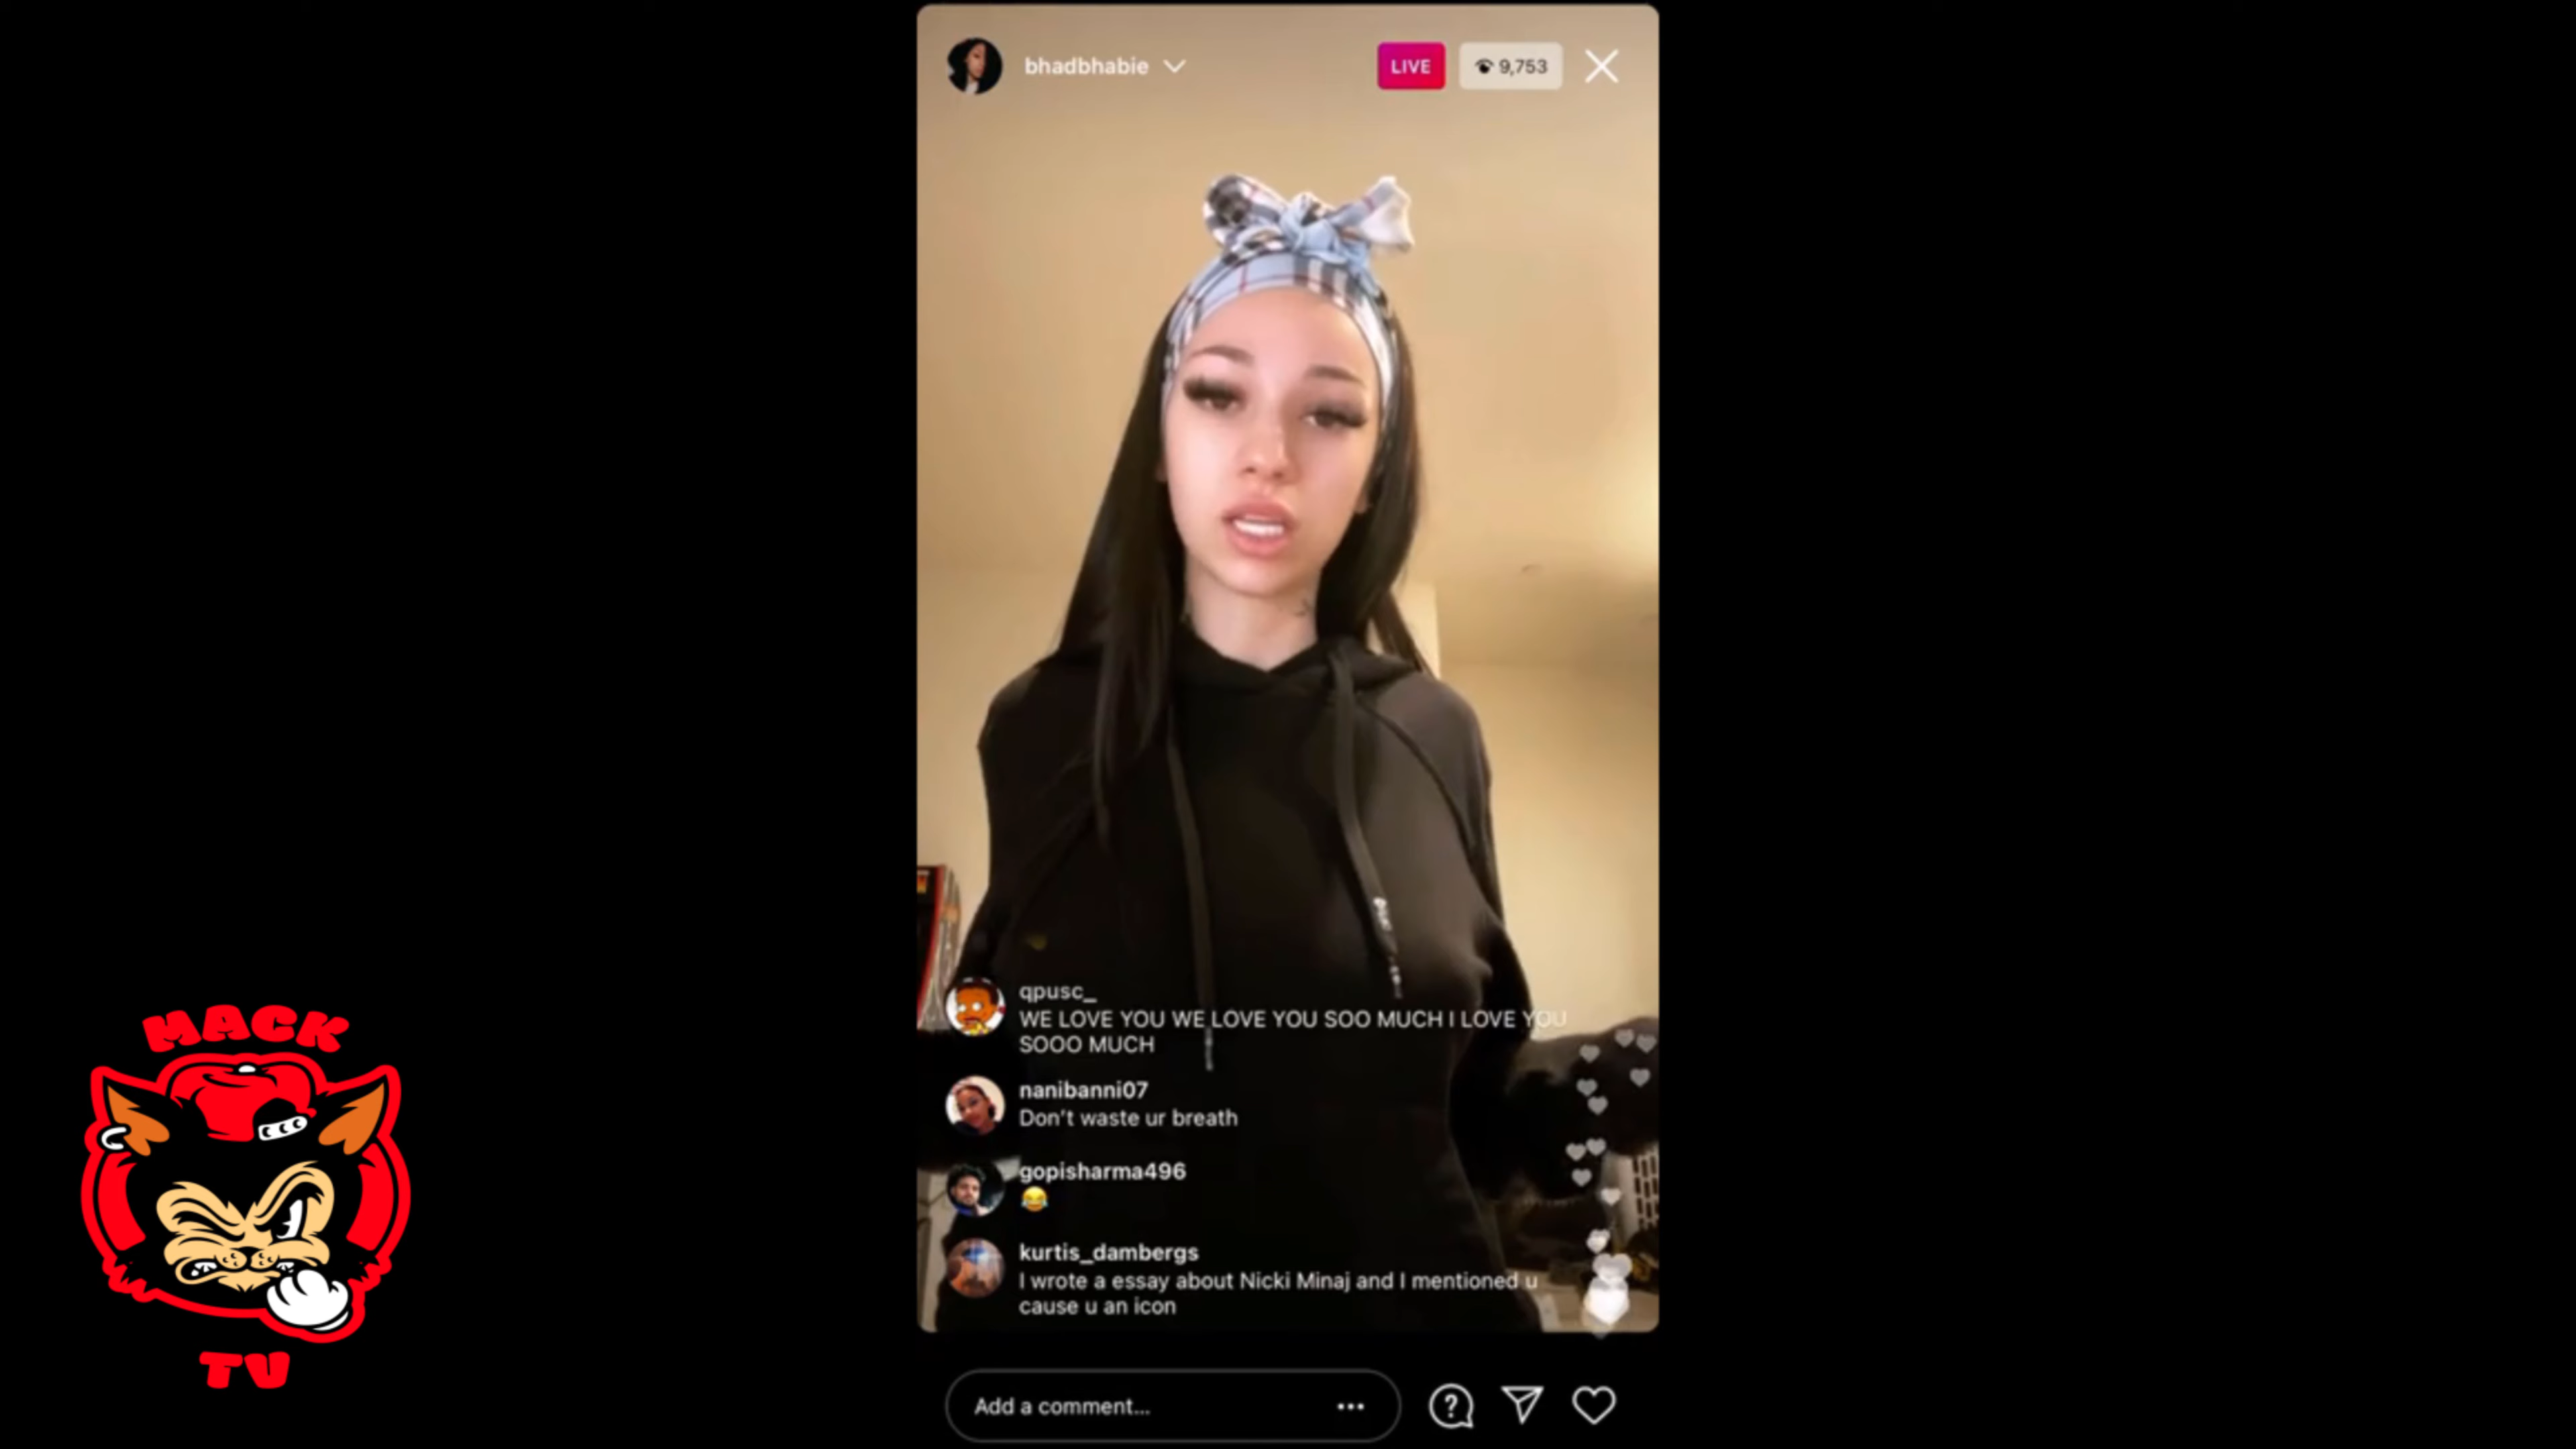 bhadbhabie
LIVE
9,753
qpusc_
WE LOVE YOU WE LOVE YOU SOO MUCH I LOVE YOU
SOOO MUCH
nanibanni07
Don't waste ur breath
gopisharma496
😂
kurtis_dambergs
I wrote a essay about Nicki Minaj and I mentioned u
cause u an icon
Add a comment...
MACK
TV